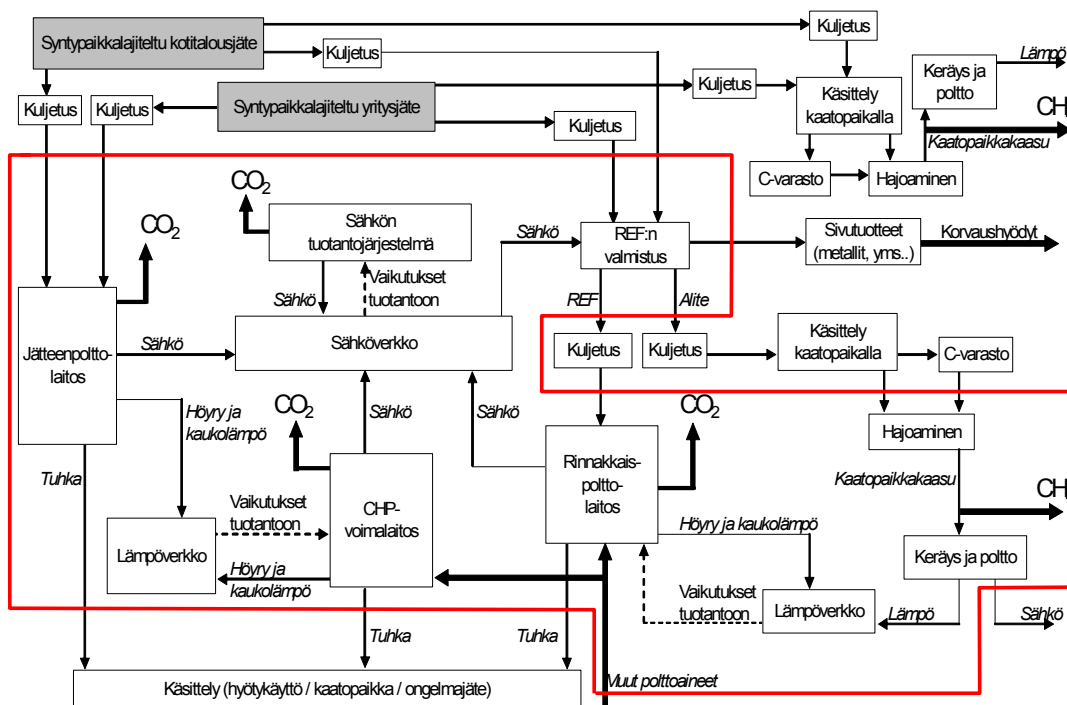 Syntypaikkalajiteltu kotitalousjäte
Kuljetus
Kuljetus
Kuljetus
Kuljetus
Syntypaikkalajiteltu yritysjäte
Kuljetus
Kuljetus
Käsittely
kaatopaikalla
Keräys ja
poltto
Lämpö
CH
Kaatopaikkakaasu
C-varasto
Hajoaminen
CO2
CO2
Sähkön
tuotantojärjestelmä
Sähkö
REF:n
valmistus
Sivutuotteet
(metallit, yms..)
Korvaushyödyt
Sähkö
Vaikutukset
tuotantoon
REF
Alite
Jätteenpoltto-
laitos
Sähkö
Sähköverkko
Kuljetus
Kuljetus
Käsittely
kaatopaikalla
C-varasto
Höyry ja
kaukolämpö
CO2
Sähkö
Sähkö
CO2
Hajoaminen
Tuhka
CHP-
voimalaitos
Rinnakkais-
poltto-
laitos
Kaatopaikkakaasu
CH
Vaikutukset
tuotantoon
Lämpöverkko
Höyry ja
kaukolämpö
Höyry ja kaukolämpö
Keräys ja poltto
Vaikutukset
tuotantoon
Lämpöverkko
Lämpö
Sähkö
Tuhka
Tuhka
Muut polttoaineet
Käsittely (hyötykäyttö / kaatopaikka / ongelmajäte)